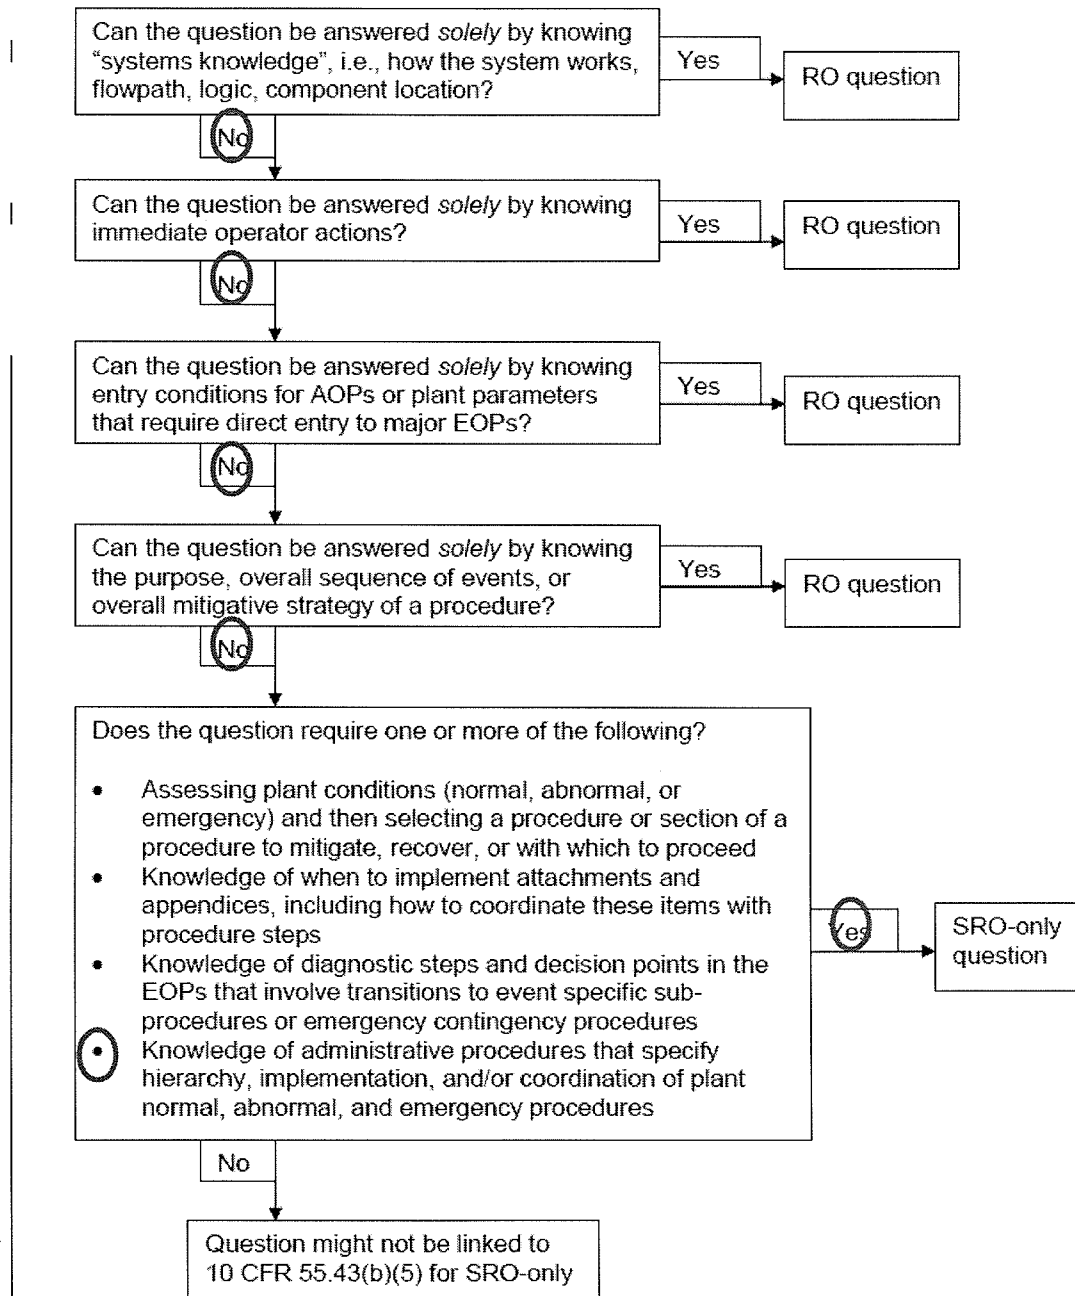 Can the question be answered solely by knowing
"systems knowledge", i.e., how the system works,
flowpath, logic, component location?
Yes
RO question
No
Can the question be answered solely by knowing
immediate operator actions?
Yes
RO question
No
Can the question be answered solely by knowing
entry conditions for AOPs or plant parameters
that require direct entry to major EOPs?
Yes
RO question
No
Can the question be answered solely by knowing
the purpose, overall sequence of events, or
overall mitigative strategy of a procedure?
Yes
RO question
No
Does the question require one or more of the following?
• Assessing plant conditions (normal, abnormal, or
emergency) and then selecting a procedure or section of a
procedure to mitigate, recover, or with which to proceed
• Knowledge of when to implement attachments and
appendices, including how to coordinate these items with
procedure steps
• Knowledge of diagnostic steps and decision points in the
EOPs that involve transitions to event specific sub-
procedures or emergency contingency procedures
• Knowledge of administrative procedures that specify
hierarchy, implementation, and/or coordination of plant
normal, abnormal, and emergency procedures
Yes
SRO-only
question
No
Question might not be linked to
10 CFR 55.43(b)(5) for SRO-only